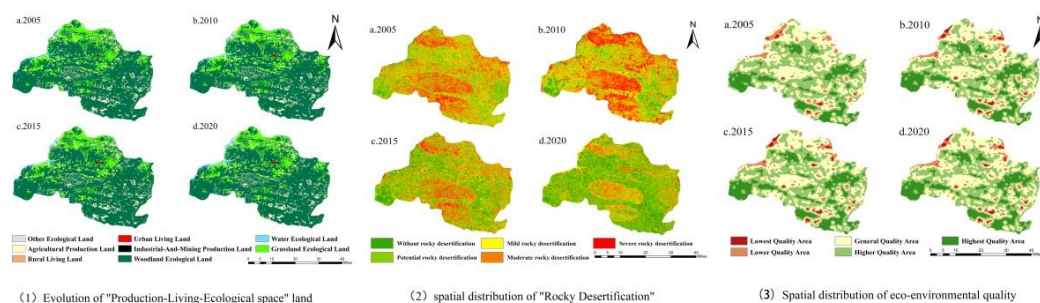 a.2005
b.2010
N
c.2015
d.2020
Other Ecological Land
Urban Living Land
Water Ecological Land
Agricultural Production Land
Industrial-And-Mining Production Land
Grassland Ecological Land
Rural Living Land
Woodland Ecological Land
(1) Evolution of "Production-Living-Ecological space" land
a.2005
b.2010
N
c.2015
d.2020
Without rocky desertification
Mild rocky desertification
Severe rocky desertification
Potential rocky desertification
Moderate rocky desertification
(2) spatial distribution of "Rocky Desertification"
a.2005
b.2010
N
c.2015
d.2020
Lowest Quality Area
General Quality Area
Highest Quality Area
Lower Quality Area
Higher Quality Area
(3) Spatial distribution of eco-environmental quality